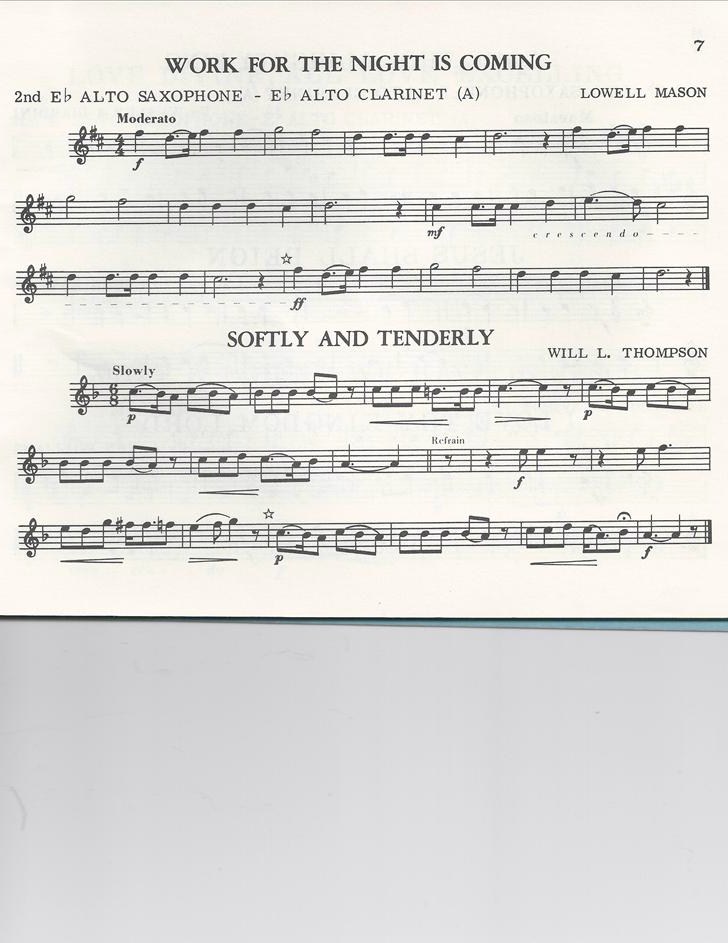 7
WORK FOR THE NIGHT IS COMING
2nd E♭ ALTO SAXOPHONE - E♭ ALTO CLARINET (A) LOWELL MASON
Moderato
f
mf crescendo
ff
SOFTLY AND TENDERLY
WILL L. THOMPSON
Slowly
p p
Refrain
f
p f